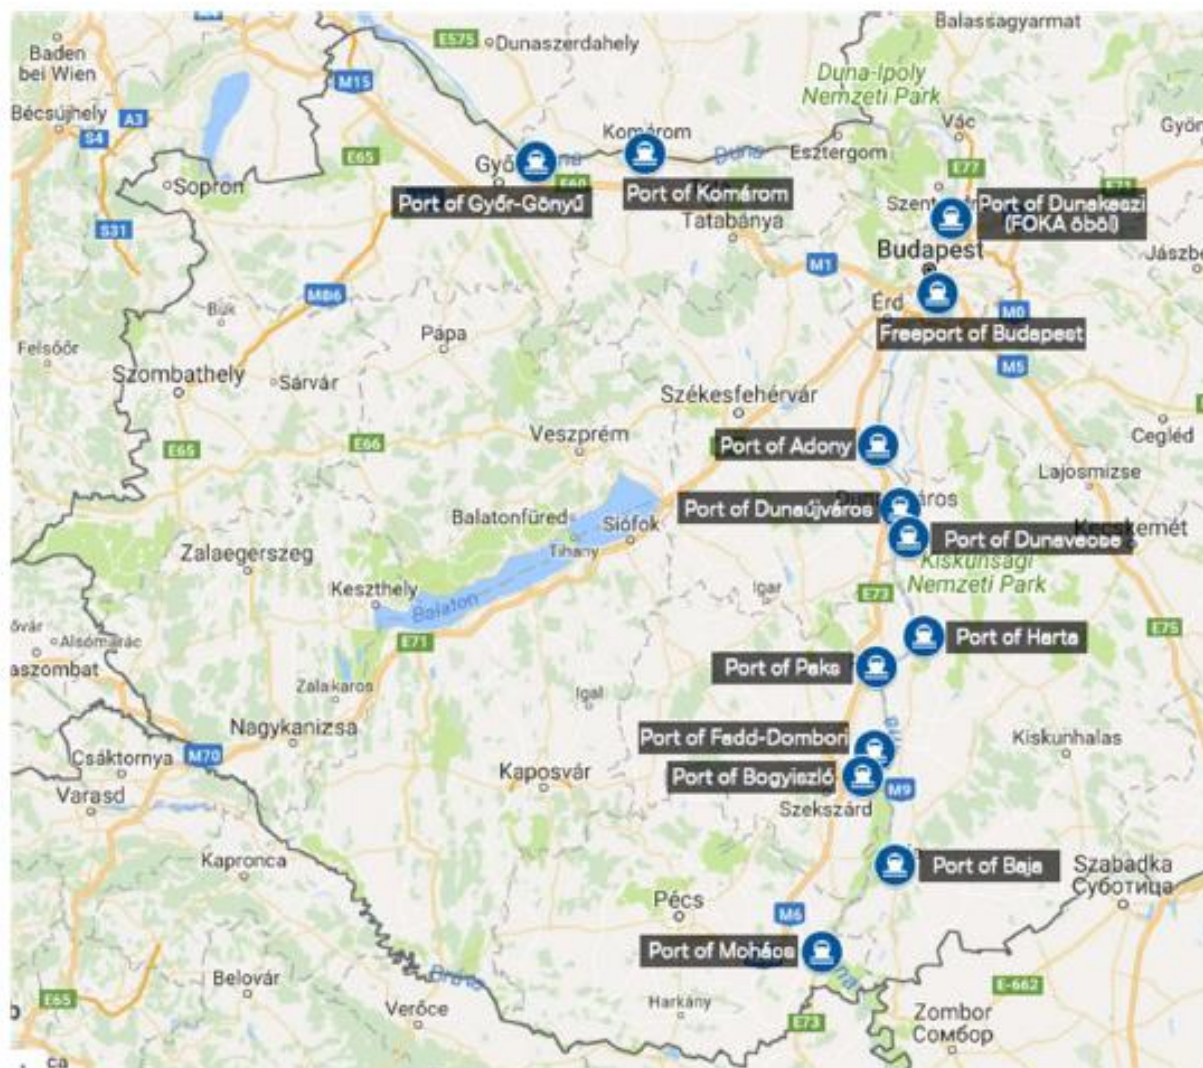 Balassagyarmat
E575
Dunaszerdahely
Baden
bei Wien
M15
Duna-Ipoly
Nemzeti Park
Bécsújhely
A3
S4
Komárom
Duna
Esztergom
Vác
E65
E77
Sopron
E60
Port of Győr-Gönyű
Port of Komárom
Port of Dunakeszi
(FOKA öböl)
E71
Tatabánya
S31
Budapest
M1
M86
Érd
M0
Bük
Pápa
Freeport of Budapest
Felsőőr
Szombathely
Sárvár
M5
Székesfehérvár
Veszprém
E65
E66
Port of Adony
Cegléd
Lajosmizse
Balatonfüred
Siófok
Port of Dunaújváros
Tihany
Port of Dunavecse
Kecskemét
Zalaegerszeg
Kiskunsági
Nemzeti Park
Keszthely
Balaton
Igar
E73
E71
E75
Alsómarác
aszombat
Port of Harta
Port of Paks
Zalakaros
Igal
Nagykanizsa
Port of Fadd-Dombori
Kiskunhalas
Csáktornya
M70
Kaposvár
Port of Bogyiszló
M9
Varasd
Szekszárd
Kapronca
Port of Baja
Szabadka
Суботица
Pécs
M6
Port of Mohács
Belovár
Dráva
E65
E-662
Verőce
Harkány
E73
Zombor
Сомбор